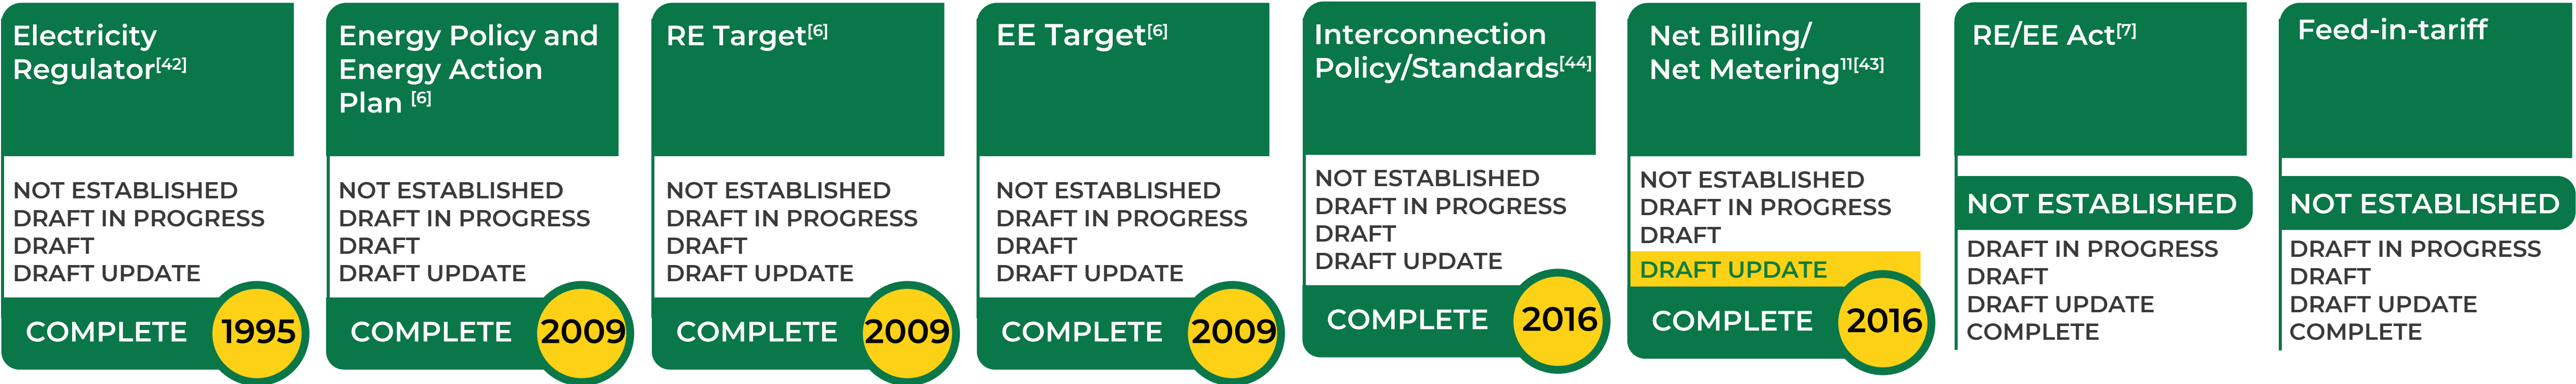 Electricity
Regulator[42]
NOT ESTABLISHED
DRAFT IN PROGRESS
DRAFT
DRAFT UPDATE
COMPLETE
1995
Energy Policy and
Energy Action
Plan [6]
NOT ESTABLISHED
DRAFT IN PROGRESS
DRAFT
DRAFT UPDATE
COMPLETE
2009
RE Target[6]
NOT ESTABLISHED
DRAFT IN PROGRESS
DRAFT
DRAFT UPDATE
COMPLETE
2009
EE Target[6]
NOT ESTABLISHED
DRAFT IN PROGRESS
DRAFT
DRAFT UPDATE
COMPLETE
2009
Interconnection
Policy/Standards[44]
NOT ESTABLISHED
DRAFT IN PROGRESS
DRAFT
DRAFT UPDATE
COMPLETE
2016
Net Billing/
Net Metering11[43]
NOT ESTABLISHED
DRAFT IN PROGRESS
DRAFT
DRAFT UPDATE
COMPLETE
2016
RE/EE Act[7]
NOT ESTABLISHED
DRAFT IN PROGRESS
DRAFT
DRAFT UPDATE
COMPLETE
Feed-in-tariff
NOT ESTABLISHED
DRAFT IN PROGRESS
DRAFT
DRAFT UPDATE
COMPLETE